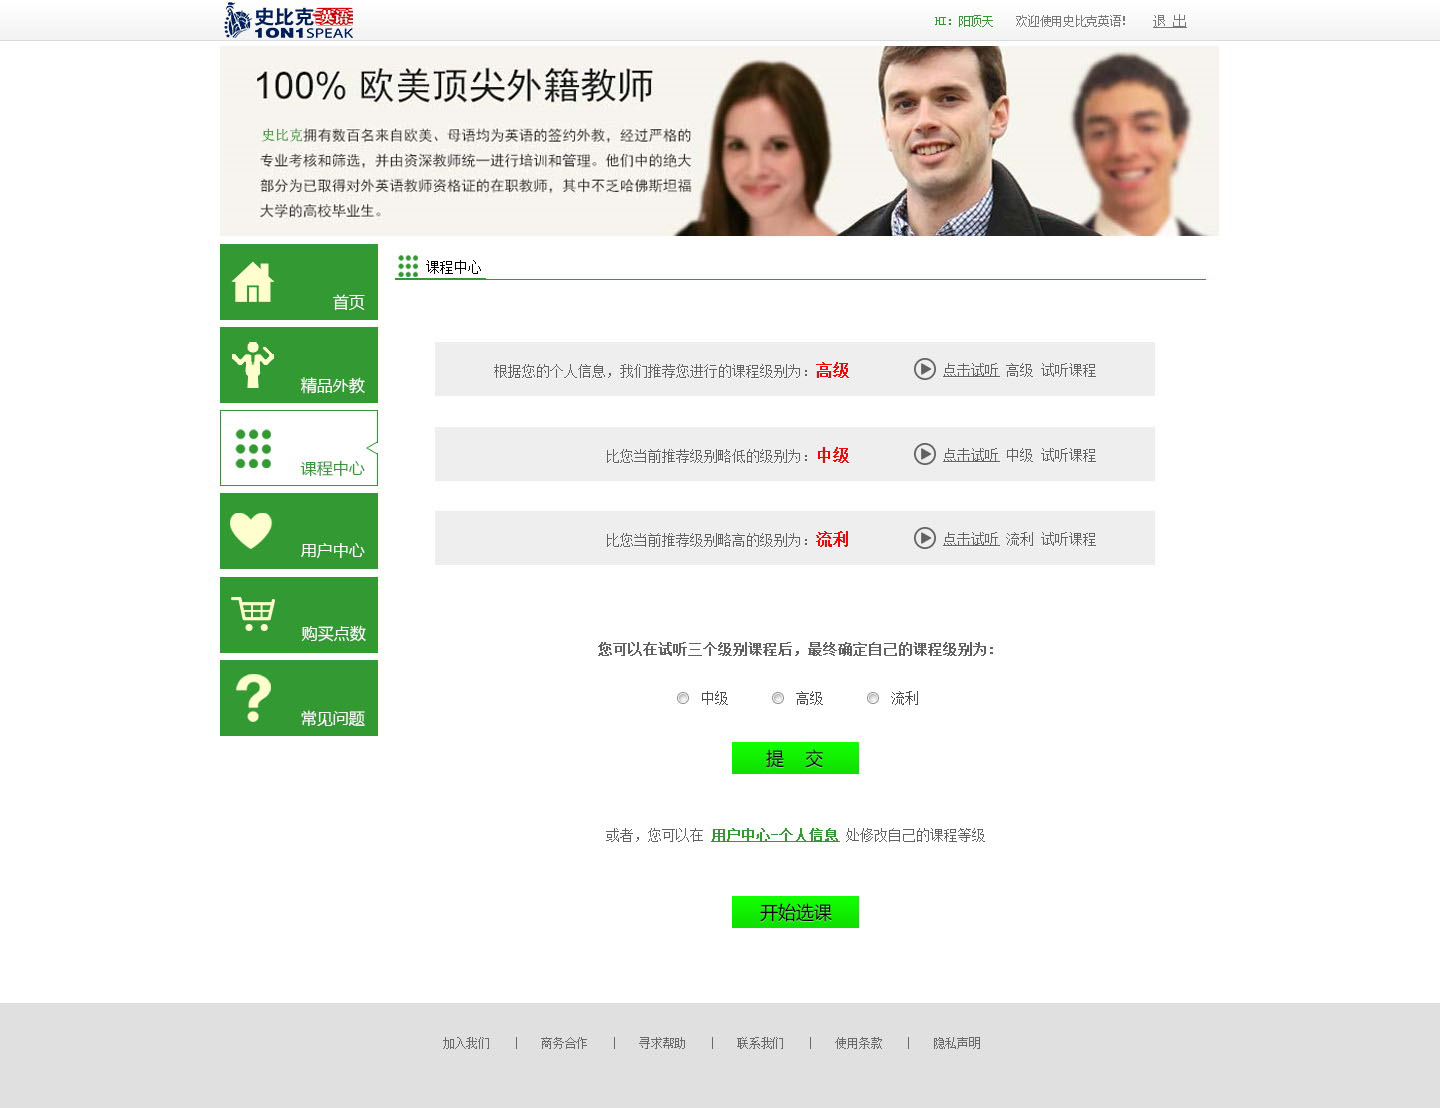 史比克英语
1ON1SPEAK
HI：阳顶天 欢迎使用史比克英语！ 退 出
100% 欧美顶尖外籍教师
史比克拥有数百名来自欧美、母语均为英语的签约外教，经过严格的
专业考核和筛选，并由资深教师统一进行培训和管理。他们中的绝大
部分为已取得对外英语教师资格证的在职教师，其中不乏哈佛斯坦福
大学的高校毕业生。
首页
精品外教
课程中心
用户中心
购买点数
常见问题
课程中心
根据您的个人信息，我们推荐您进行的课程级别为：高级 点击试听 高级 试听课程
比您当前推荐级别略低的级别为：中级 点击试听 中级 试听课程
比您当前推荐级别略高的级别为：流利 点击试听 流利 试听课程
您可以在试听三个级别课程后，最终确定自己的课程级别为：
中级 高级 流利
提 交
或者，您可以在 用户中心-个人信息 处修改自己的课程等级
开始选课
加入我们 | 商务合作 | 寻求帮助 | 联系我们 | 使用条款 | 隐私声明